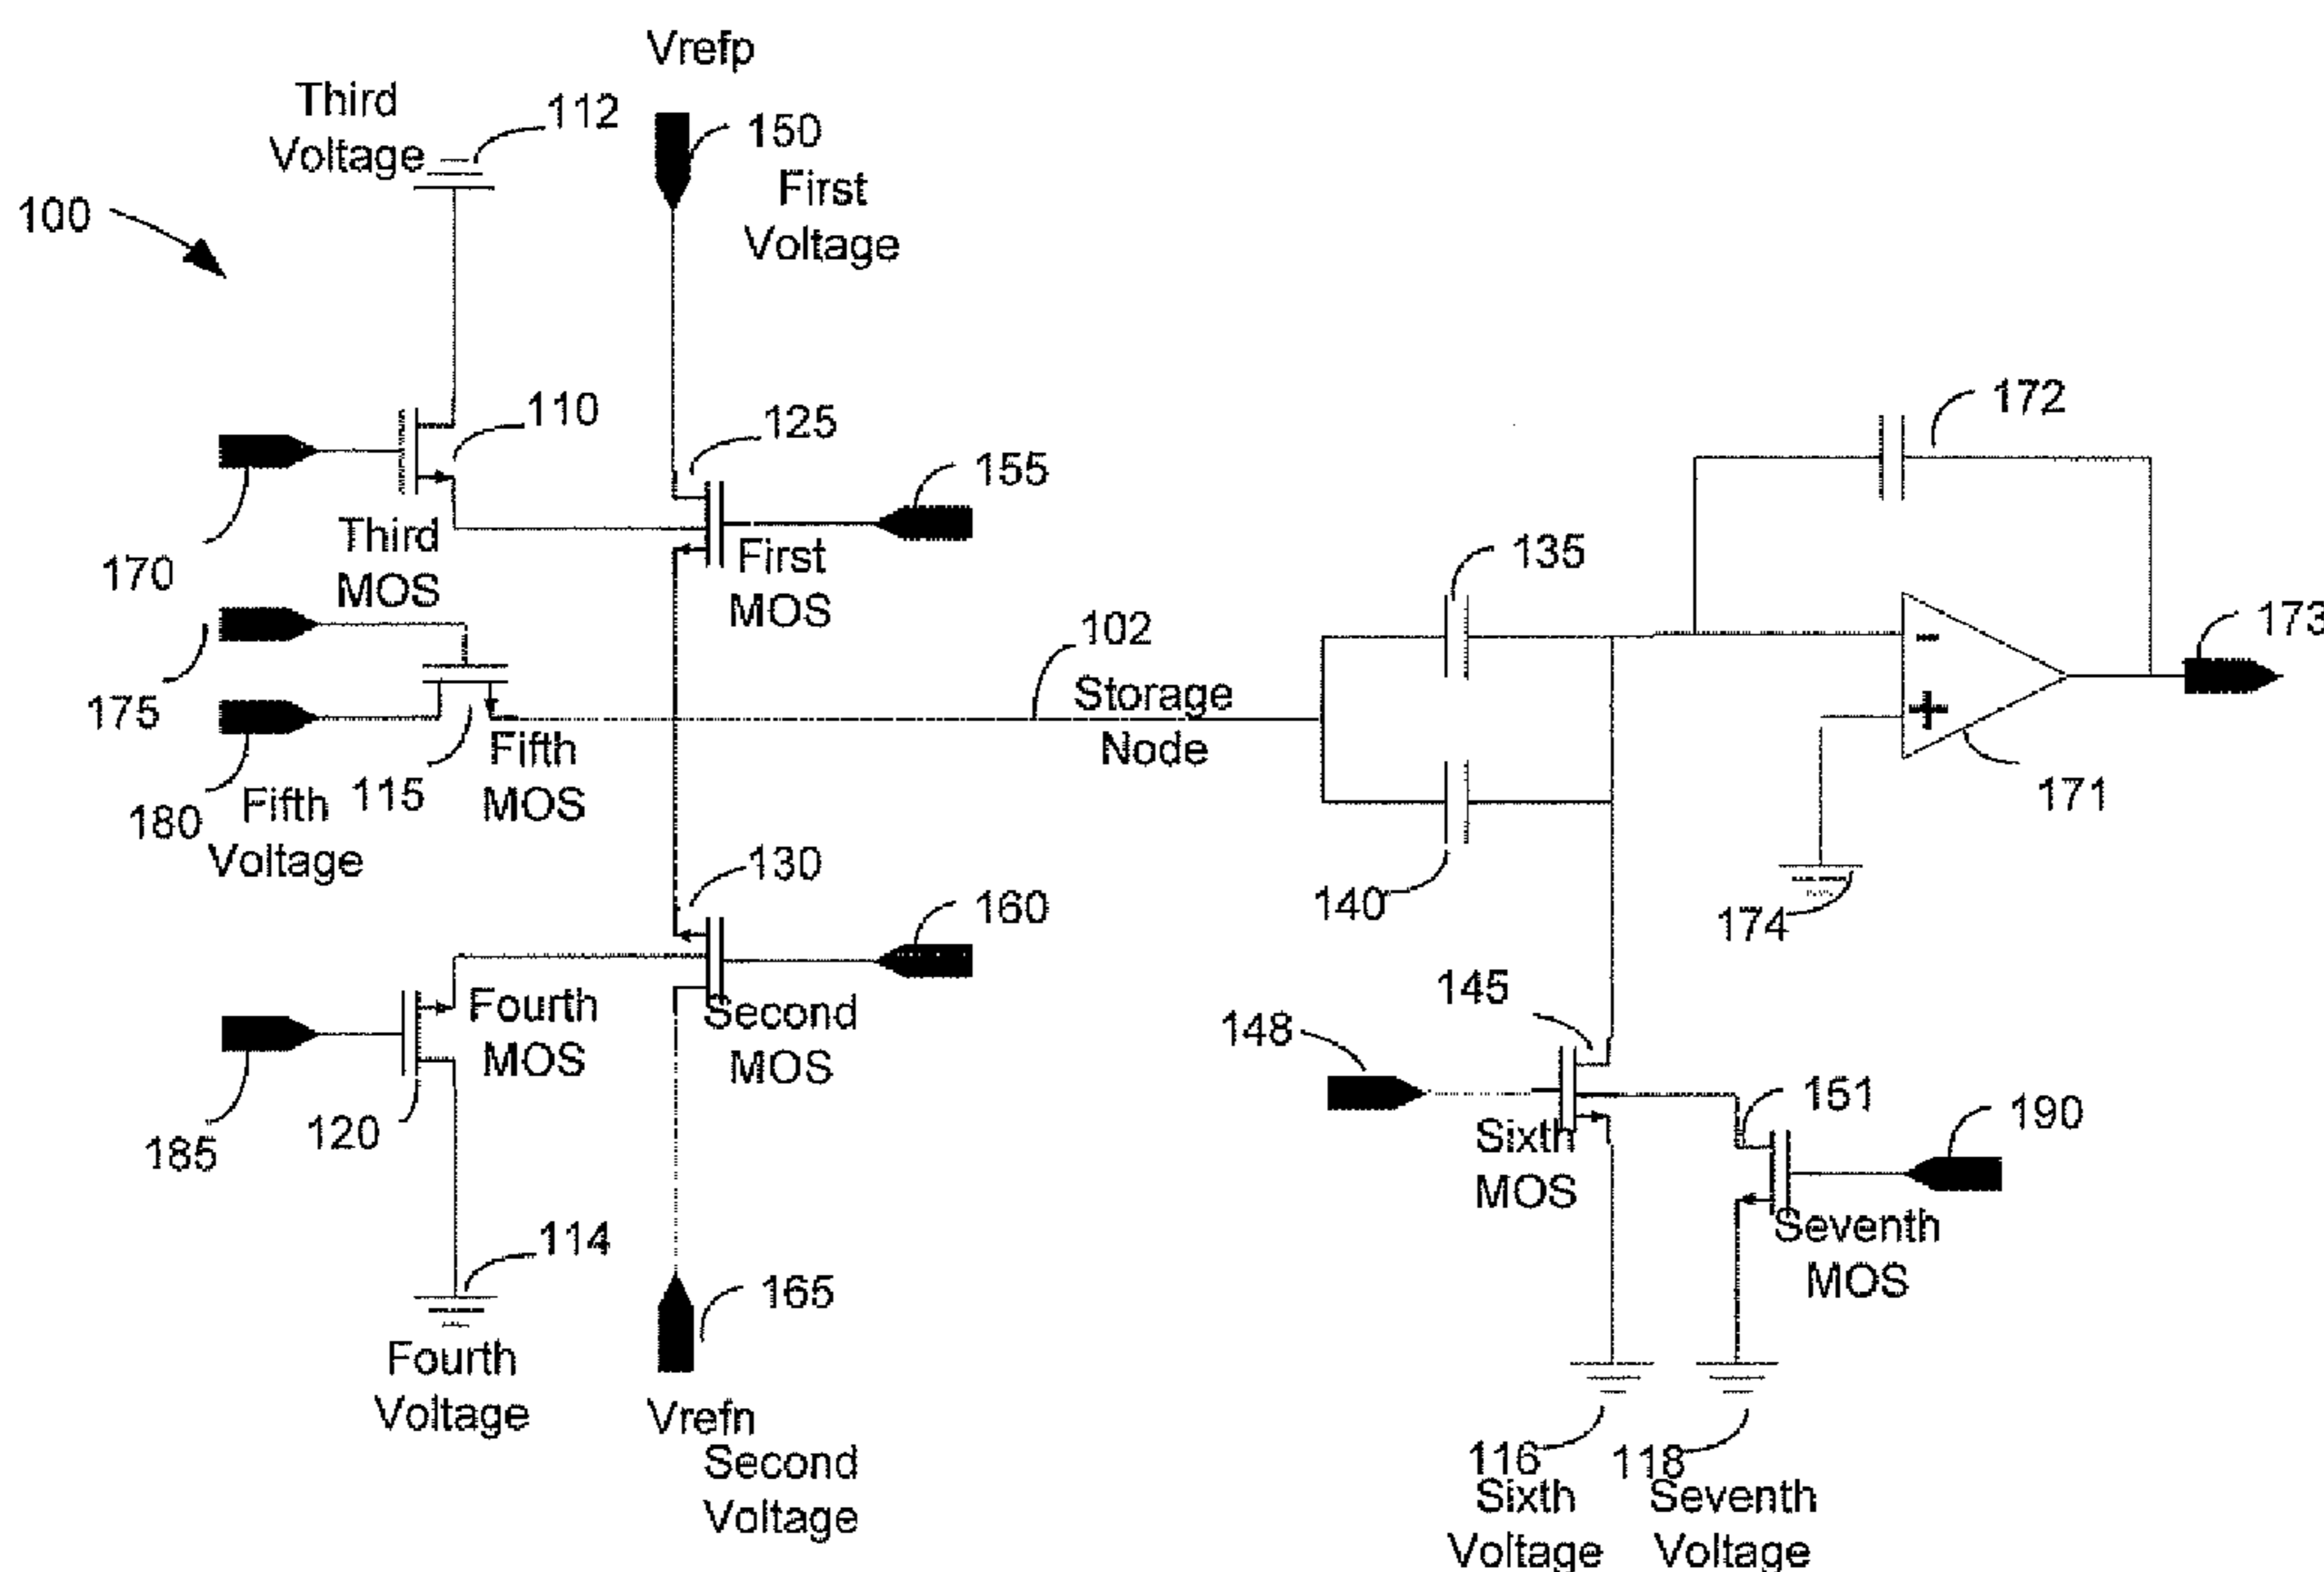 Vrefp
Third
Voltage
112
150
First
Voltage
100
110
125
155
170
Third
MOS
First
MOS
175
180
Fifth
Voltage
115
Fifth
MOS
102
Storage
Node
135
140
172
173
-
+
171
174
130
160
Fourth
MOS
Second
MOS
185
120
114
Fourth
Voltage
165
Vrefn
Second
Voltage
145
148
Sixth
MOS
151
190
Seventh
MOS
116
Sixth
Voltage
118
Seventh
Voltage